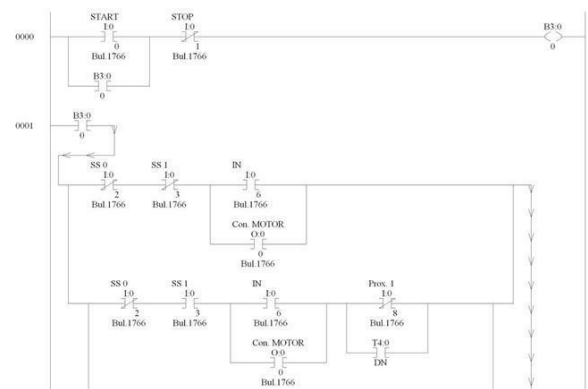 START STOP
I:0 I:0 B3:0
0000
0 1 0
Bul.1766 Bul.1766
B3:0
0
B3:0
0001
0
SS 0 SS 1 IN
I:0 I:0 I:0
2 3 6
Bul.1766 Bul.1766 Bul.1766
Con. MOTOR
O:0
0
Bul.1766
SS 0 SS 1 IN Prox. 1
I:0 I:0 I:0 I:0
2 3 6 8
Bul.1766 Bul.1766 Bul.1766 Bul.1766
Con. MOTOR
O:0 T4:0
0 DN
Bul.1766